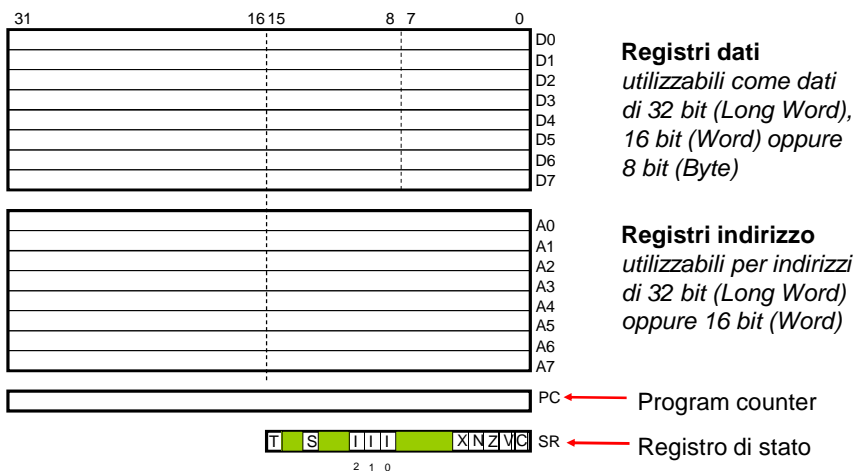 31 16 15 8 7 0
D0
D1
D2
D3
D4
D5
D6
D7
Registri dati
utilizzabili come dati
di 32 bit (Long Word),
16 bit (Word) oppure
8 bit (Byte)
A0
A1
A2
A3
A4
A5
A6
A7
Registri indirizzo
utilizzabili per indirizzi
di 32 bit (Long Word)
oppure 16 bit (Word)
PC
Program counter
T S I I I X N Z V C SR
Registro di stato
2 1 0